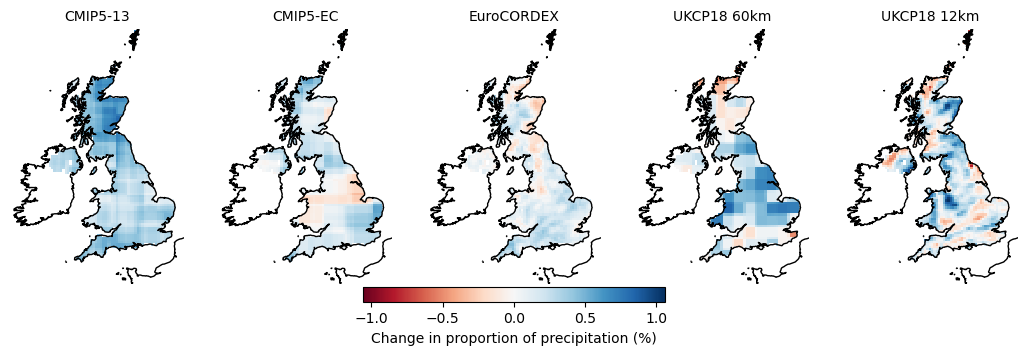 CMIP5-13
CMIP5-EC
EuroCORDEX
UKCP18 60km
UKCP18 12km
−1.0
−0.5
0.0
0.5
1.0
Change in proportion of precipitation (%)